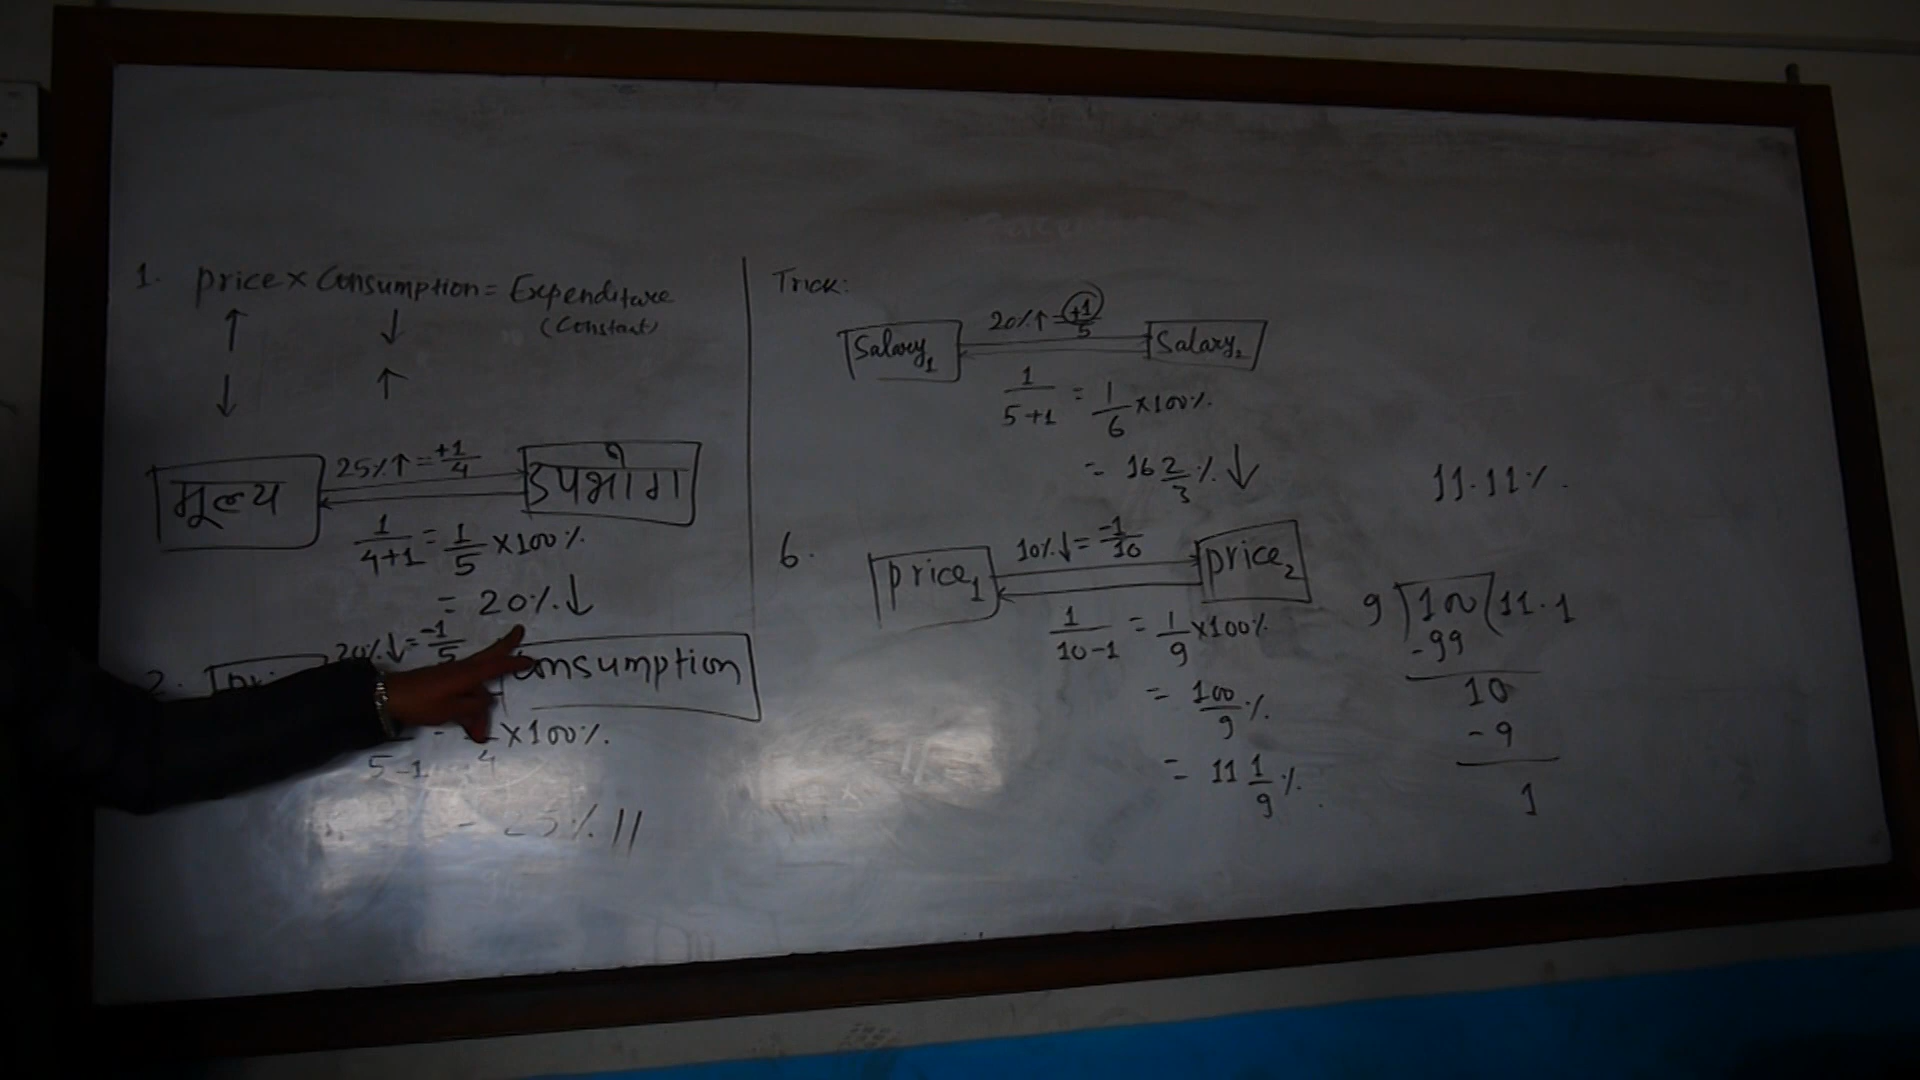 1. Price × Consumption = Expenditure
(Constant)
↑ ↓
↓ ↑
मूल्य 25%↑ = +1/4 उपभोग
1/(4+1) = 1/5 × 100%
= 20%↓
2. 20%↓ = -1/5 Consumption
5-1 4 × 100%
= 25% //
Trick:
Salary₁ 20%↑ = +1/5 Salary₂
1/(5+1) = 1/6 × 100%
= 16 2/3 % ↓
6. Price₁ 10%↓ = -1/10 Price₂
1/(10-1) = 1/9 × 100%
= 100/9 %
= 11 1/9 %
11.11%
9 ) 100 ( 11.1
-99
10
-9
1